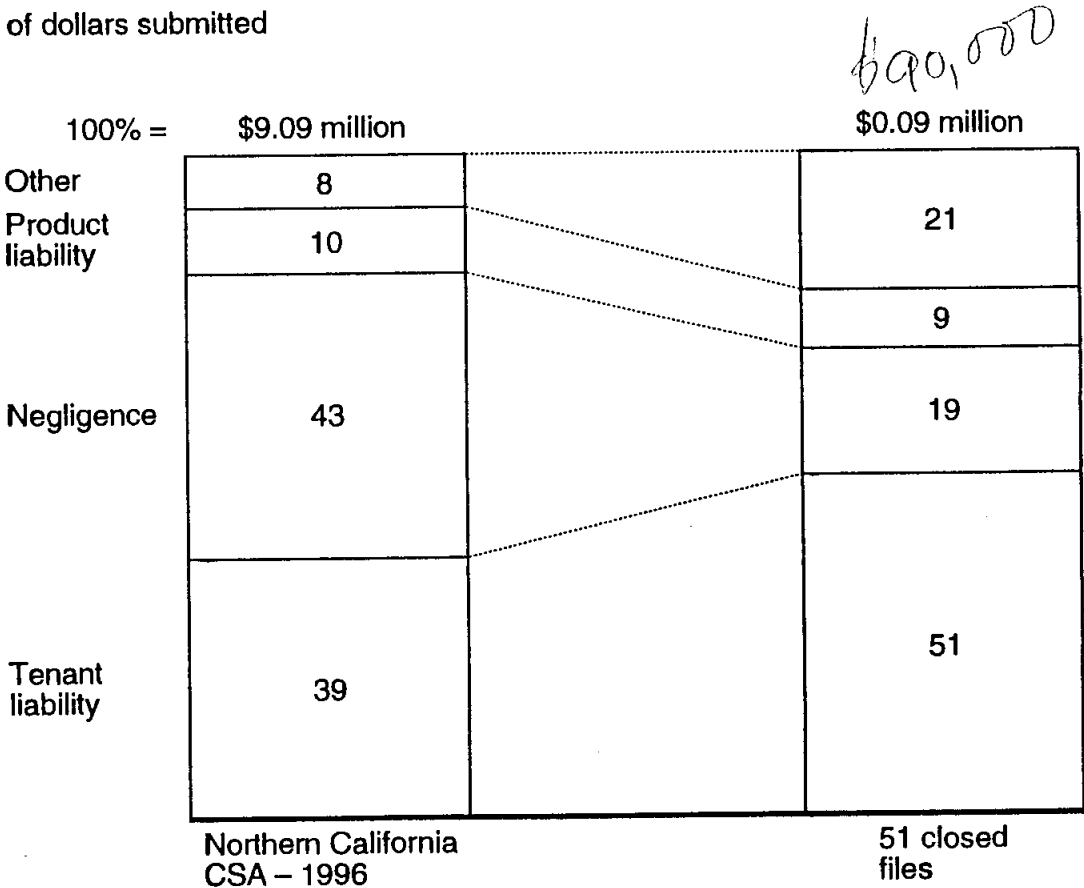 of dollars submitted
$90,000
100% = $9.09 million $0.09 million
Other 8 21
Product
liability 10 9
Negligence 43 19
Tenant
liability 39 51
Northern California
CSA – 1996
51 closed
files